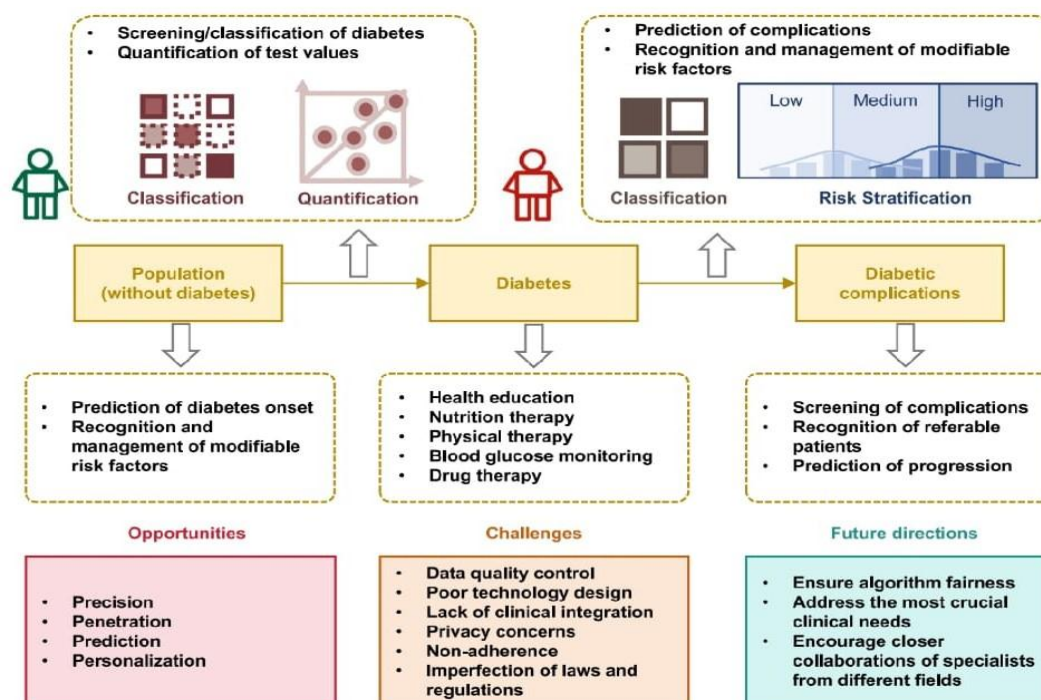 • Screening/classification of diabetes
• Quantification of test values
Classification
Quantification
• Prediction of complications
• Recognition and management of modifiable
risk factors
Low
Medium
High
Classification
Risk Stratification
Population
(without diabetes)
Diabetes
Diabetic
complications
• Prediction of diabetes onset
• Recognition and
management of modifiable
risk factors
• Health education
• Nutrition therapy
• Physical therapy
• Blood glucose monitoring
• Drug therapy
• Screening of complications
• Recognition of referable
patients
• Prediction of progression
Opportunities
• Precision
• Penetration
• Prediction
• Personalization
Challenges
• Data quality control
• Poor technology design
• Lack of clinical integration
• Privacy concerns
• Non-adherence
• Imperfection of laws and
regulations
Future directions
• Ensure algorithm fairness
• Address the most crucial
clinical needs
• Encourage closer
collaborations of specialists
from different fields